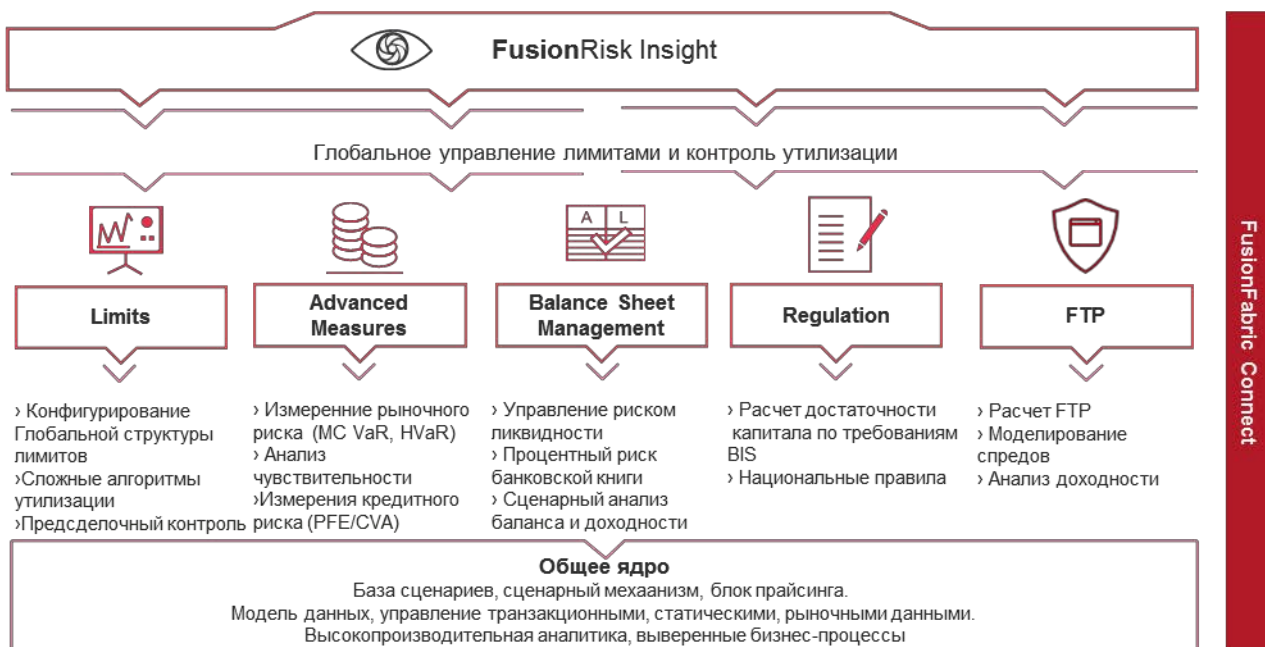 FusionRisk Insight
Глобальное управление лимитами и контроль утилизации
A L
Limits
› Конфигурирование
Глобальной структуры
лимитов
›Сложные алгоритмы
утилизации
›Предсделочный контроль
Advanced
Measures
› Измеренние рыночного
риска (MC VaR, HVaR)
› Анализ
чувствительности
›Измерения кредитного
риска (PFE/CVA)
Balance Sheet
Management
› Управление риском
ликвидности
› Процентный риск
банковской книги
› Сценарный анализ
баланса и доходности
Regulation
› Расчет достаточности
капитала по требованиям
BIS
› Национальные правила
FTP
› Расчет FTP
› Моделирование
спредов
› Анализ доходности
Общее ядро
База сценариев, сценарный мехаанизм, блок прайсинга.
Модель данных, управление транзакционными, статическими, рыночными данными.
Высокопроизводительная аналитика, выверенные бизнес-процессы
FusionFabric Connect